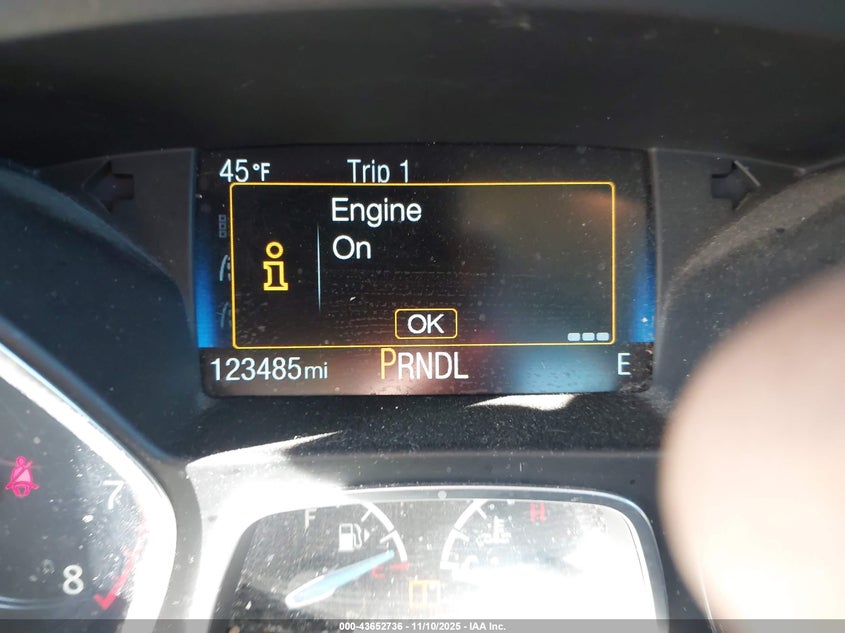 45°F Trip 1
Engine
On
OK
123485mi PRNDL E
7
8
F
E
H
C
000-43652736 - 11/10/2025 - IAA Inc.